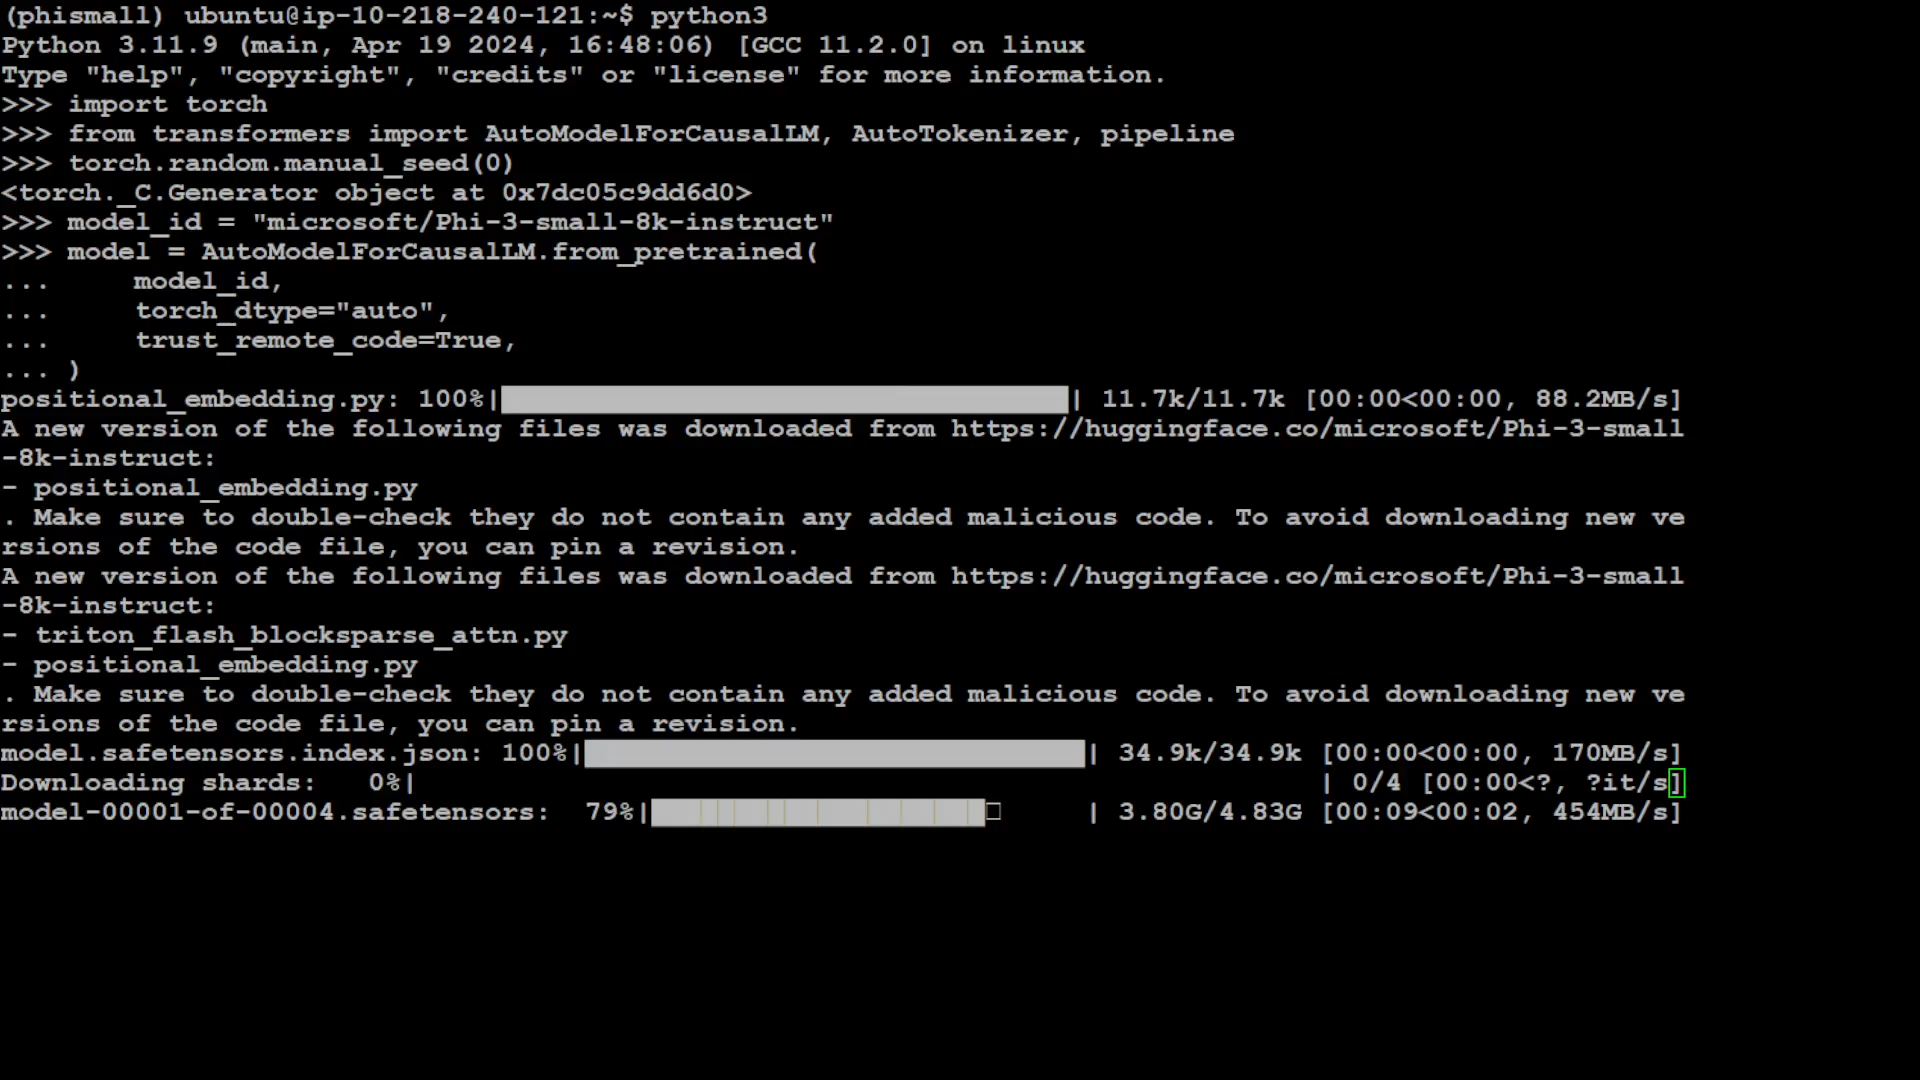 (phismall) ubuntu@ip-10-218-240-121:~$ python3
Python 3.11.9 (main, Apr 19 2024, 16:48:06) [GCC 11.2.0] on linux
Type "help", "copyright", "credits" or "license" for more information.
>>> import torch
>>> from transformers import AutoModelForCausalLM, AutoTokenizer, pipeline
>>> torch.random.manual_seed(0)
<torch._C.Generator object at 0x7dc05c9dd6d0>
>>> model_id = "microsoft/Phi-3-small-8k-instruct"
>>> model = AutoModelForCausalLM.from_pretrained(
...     model_id,
...     torch_dtype="auto",
...     trust_remote_code=True,
... )
positional_embedding.py: 100%|██████████████████████████████████| 11.7k/11.7k [00:00<00:00, 88.2MB/s]
A new version of the following files was downloaded from https://huggingface.co/microsoft/Phi-3-small
-8k-instruct:
- positional_embedding.py
. Make sure to double-check they do not contain any added malicious code. To avoid downloading new ve
rsions of the code file, you can pin a revision.
A new version of the following files was downloaded from https://huggingface.co/microsoft/Phi-3-small
-8k-instruct:
- triton_flash_blocksparse_attn.py
- positional_embedding.py
. Make sure to double-check they do not contain any added malicious code. To avoid downloading new ve
rsions of the code file, you can pin a revision.
model.safetensors.index.json: 100%|██████████████████████████████| 34.9k/34.9k [00:00<00:00, 170MB/s]
Downloading shards:   0%|                                                      | 0/4 [00:00<?, ?it/s]
model-00001-of-00004.safetensors:  79%|████████████████████□     | 3.80G/4.83G [00:09<00:02, 454MB/s]